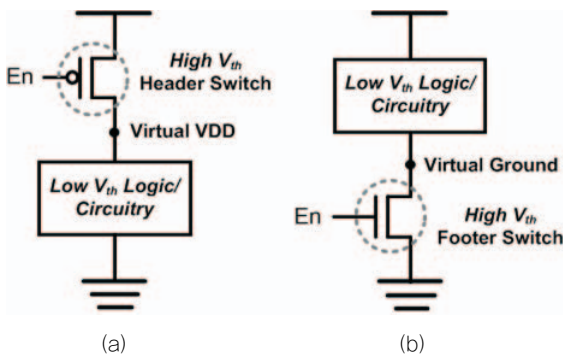 High Vth
Header Switch
En
Virtual VDD
Low Vth Logic/
Circuitry
(a)
Low Vth Logic/
Circuitry
Virtual Ground
En
High Vth
Footer Switch
(b)